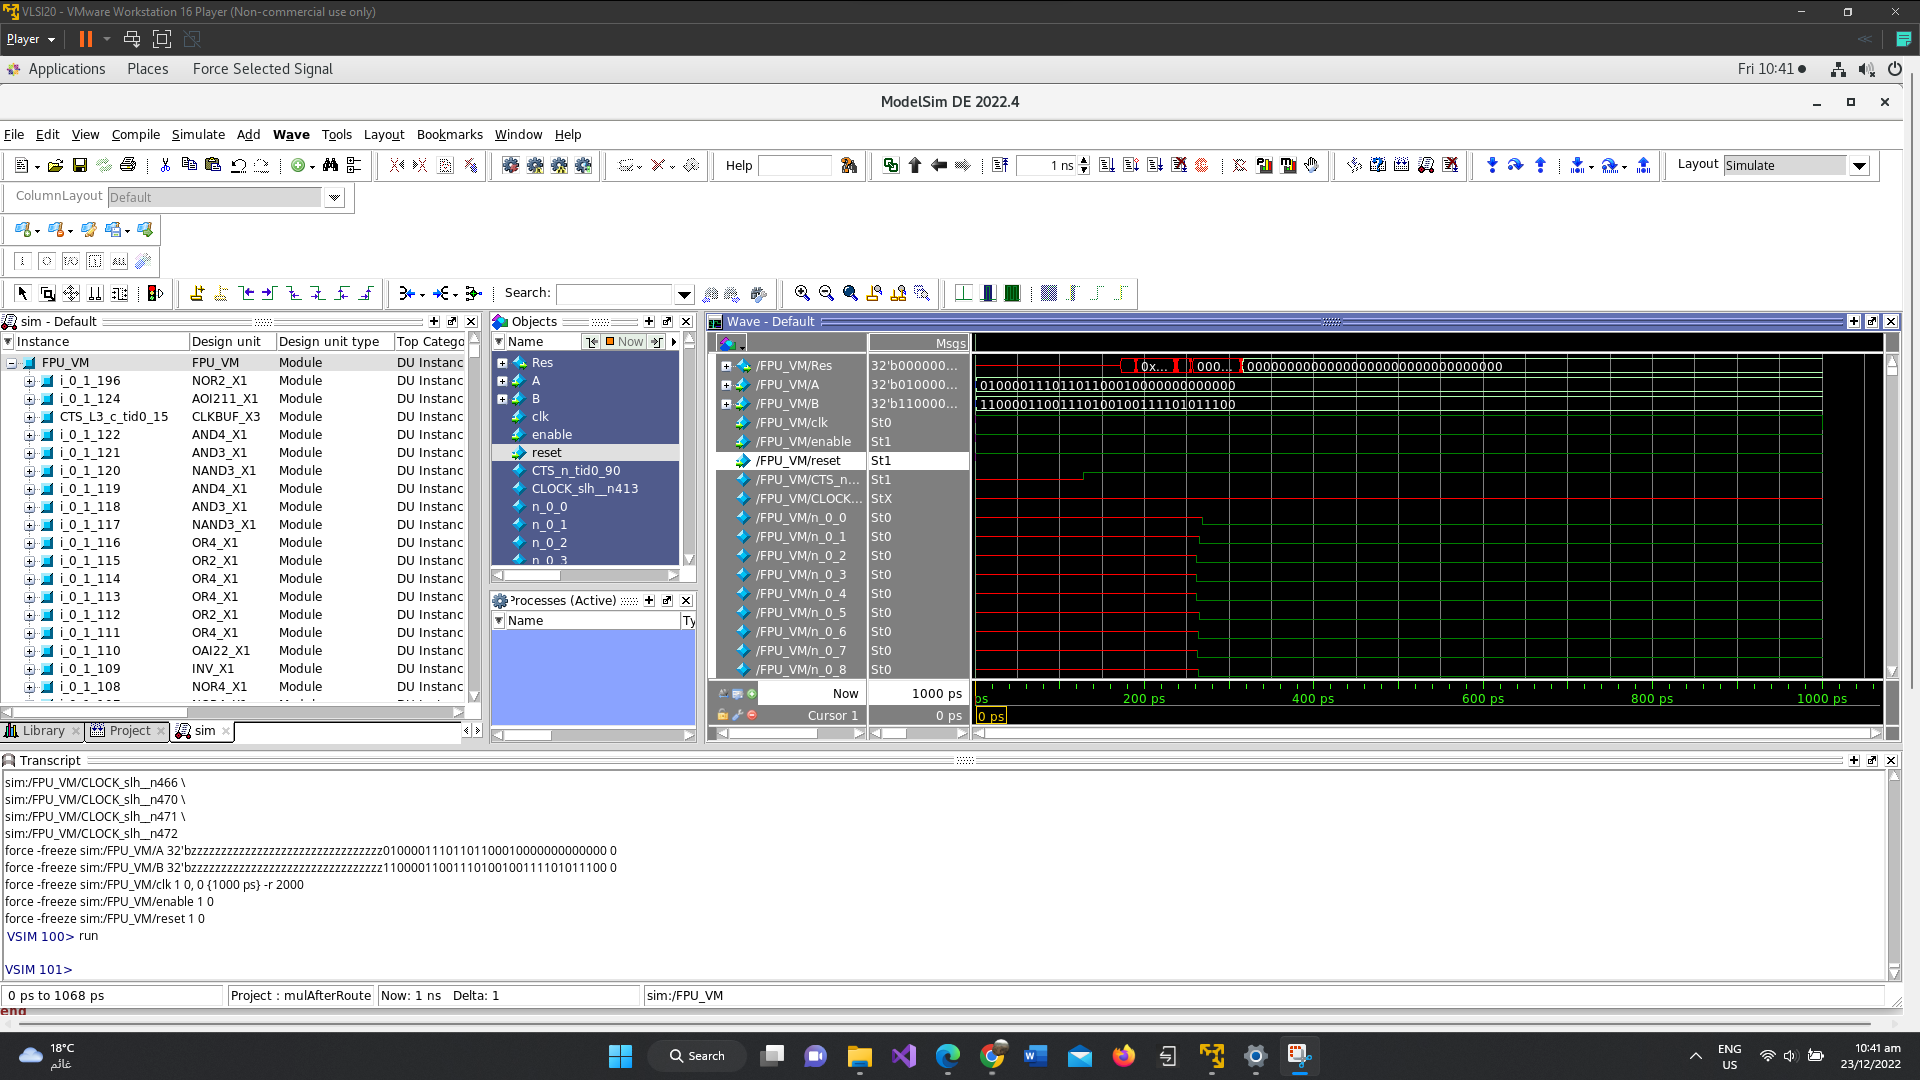 VLSI20 - VMware Workstation 16 Player (Non-commercial use only)
Player
Applications Places Force Selected Signal Fri 10:41
ModelSim DE 2022.4
File Edit View Compile Simulate Add Wave Tools Layout Bookmarks Window Help
Help 1 ns Layout Simulate
ColumnLayout Default
Search:
sim - Default
Instance Design unit Design unit type Top Catego
FPU_VM FPU_VM Module DU Instanc
i_0_1_196 NOR2_X1 Module DU Instanc
i_0_1_124 AOI211_X1 Module DU Instanc
CTS_L3_c_tid0_15 CLKBUF_X3 Module DU Instanc
i_0_1_122 AND4_X1 Module DU Instanc
i_0_1_121 AND3_X1 Module DU Instanc
i_0_1_120 NAND3_X1 Module DU Instanc
i_0_1_119 AND4_X1 Module DU Instanc
i_0_1_118 AND3_X1 Module DU Instanc
i_0_1_117 NAND3_X1 Module DU Instanc
i_0_1_116 OR4_X1 Module DU Instanc
i_0_1_115 OR2_X1 Module DU Instanc
i_0_1_114 OR4_X1 Module DU Instanc
i_0_1_113 OR4_X1 Module DU Instanc
i_0_1_112 OR2_X1 Module DU Instanc
i_0_1_111 OR4_X1 Module DU Instanc
i_0_1_110 OAI22_X1 Module DU Instanc
i_0_1_109 INV_X1 Module DU Instanc
i_0_1_108 NOR4_X1 Module DU Instanc
Library Project sim
Objects
Name Now
Res
A
B
clk
enable
reset
CTS_n_tid0_90
CLOCK_slh__n413
n_0_0
n_0_1
n_0_2
n_0_3
Processes (Active)
Name Ty
Wave - Default
Msgs
/FPU_VM/Res 32'b000000... 0x... 000... 00000000000000000000000000000000
/FPU_VM/A 32'b010000... 01000011101101100010000000000000
/FPU_VM/B 32'b110000... 11000011001110100100111101011100
/FPU_VM/clk St0
/FPU_VM/enable St1
/FPU_VM/reset St1
/FPU_VM/CTS_n... St1
/FPU_VM/CLOCK... StX
/FPU_VM/n_0_0 St0
/FPU_VM/n_0_1 St0
/FPU_VM/n_0_2 St0
/FPU_VM/n_0_3 St0
/FPU_VM/n_0_4 St0
/FPU_VM/n_0_5 St0
/FPU_VM/n_0_6 St0
/FPU_VM/n_0_7 St0
/FPU_VM/n_0_8 St0
Now 1000 ps ps 200 ps 400 ps 600 ps 800 ps 1000 ps
Cursor 1 0 ps 0 ps
Transcript
sim:/FPU_VM/CLOCK_slh__n466 \
sim:/FPU_VM/CLOCK_slh__n470 \
sim:/FPU_VM/CLOCK_slh__n471 \
sim:/FPU_VM/CLOCK_slh__n472
force -freeze sim:/FPU_VM/A 32'bzzzzzzzzzzzzzzzzzzzzzzzzzzzzzzzz01000011101101100010000000000000 0
force -freeze sim:/FPU_VM/B 32'bzzzzzzzzzzzzzzzzzzzzzzzzzzzzzzzz11000011001110100100111101011100 0
force -freeze sim:/FPU_VM/clk 1 0, 0 {1000 ps} -r 2000
force -freeze sim:/FPU_VM/enable 1 0
force -freeze sim:/FPU_VM/reset 1 0
VSIM 100> run
VSIM 101>
0 ps to 1068 ps Project : mulAfterRoute Now: 1 ns Delta: 1 sim:/FPU_VM
end
18°C
غائم
Search
ENG
US
10:41 am
23/12/2022